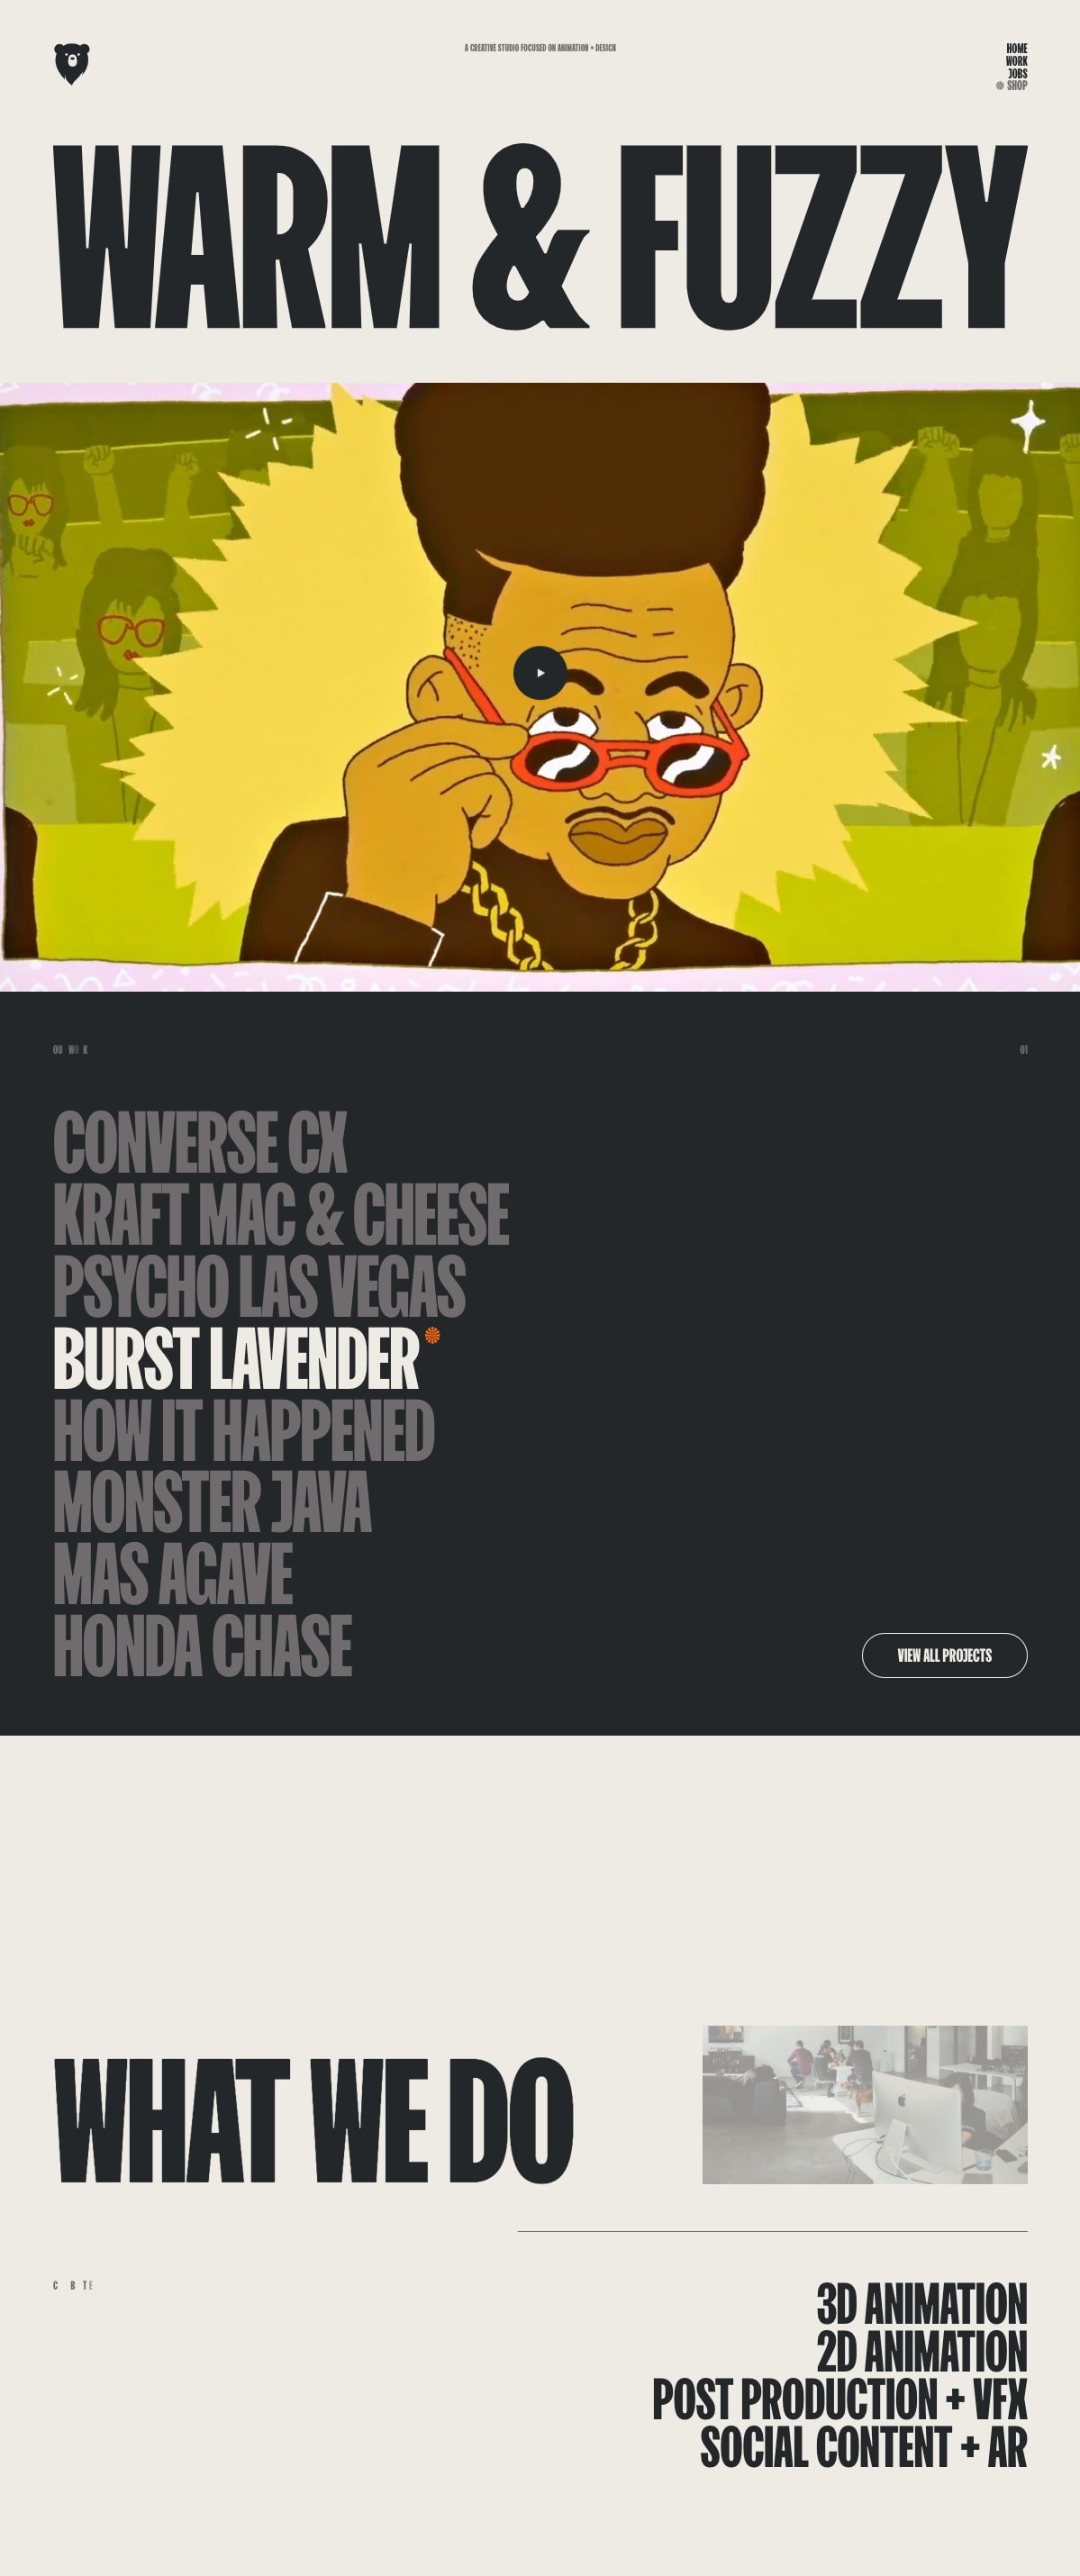 A CREATIVE STUDIO FOCUSED ON ANIMATION + DESIGN
HOME
WORK
JOBS
SHOP
WARM & FUZZY
OU WO K
01
CONVERSE CX
KRAFT MAC & CHEESE
PSYCHO LAS VEGAS
BURST LAVENDER
HOW IT HAPPENED
MONSTER JAVA
MAS AGAVE
HONDA CHASE
VIEW ALL PROJECTS
WHAT WE DO
C B TE
3D ANIMATION
2D ANIMATION
POST PRODUCTION + VFX
SOCIAL CONTENT + AR